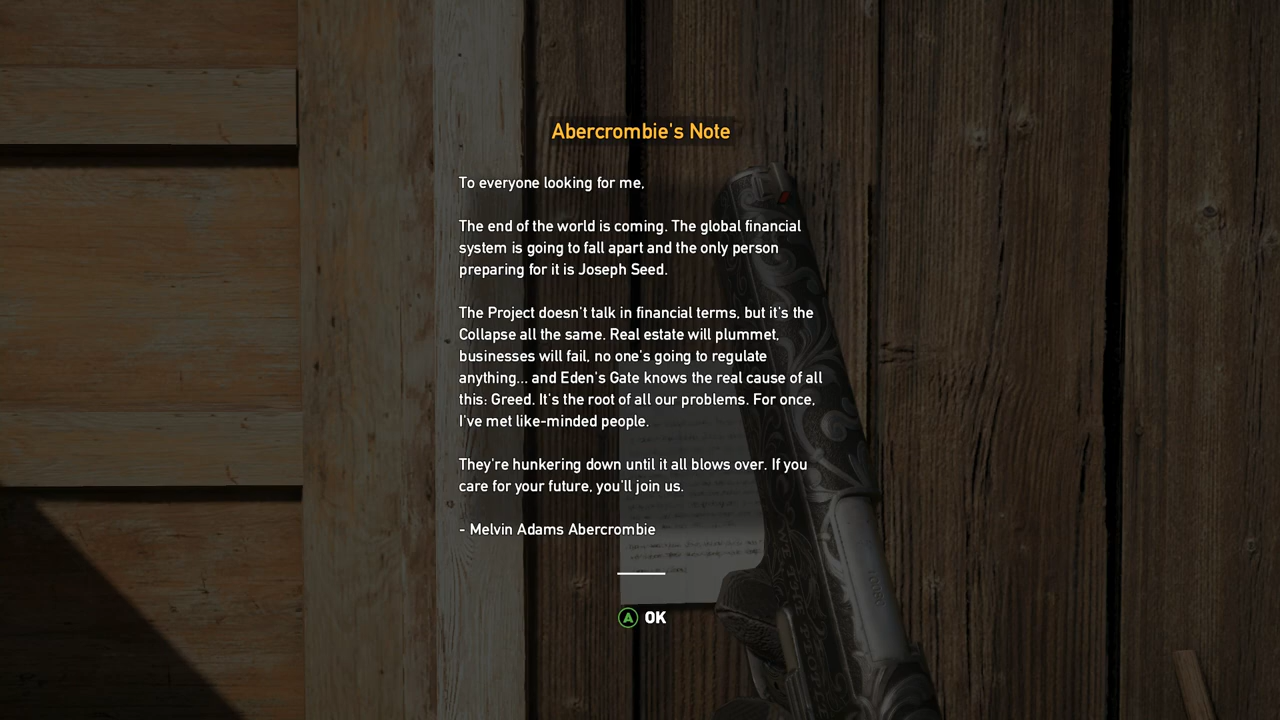 Abercrombie's Note
To everyone looking for me,
The end of the world is coming. The global financial
system is going to fall apart and the only person
preparing for it is Joseph Seed.
The Project doesn't talk in financial terms, but it's the
Collapse all the same. Real estate will plummet,
businesses will fail, no one's going to regulate
anything... and Eden's Gate knows the real cause of all
this: Greed. It's the root of all our problems. For once,
I've met like-minded people.
They're hunkering down until it all blows over. If you
care for your future, you'll join us.
- Melvin Adams Abercrombie
A OK